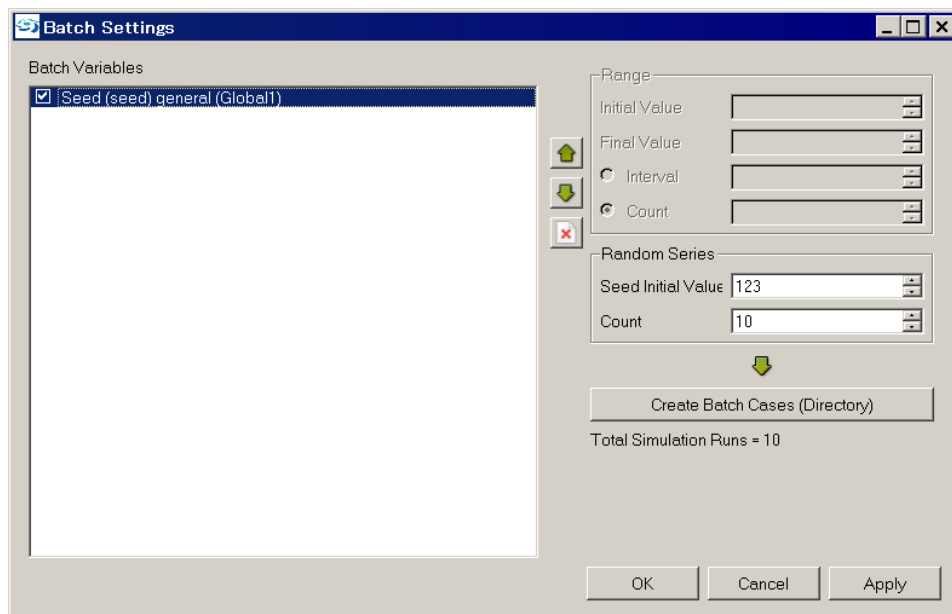 Batch Settings
Batch Variables
Seed (seed) general (Global1)
Range
Initial Value
Final Value
Interval
Count
Random Series
Seed Initial Value 123
Count 10
Create Batch Cases (Directory)
Total Simulation Runs = 10
OK Cancel Apply